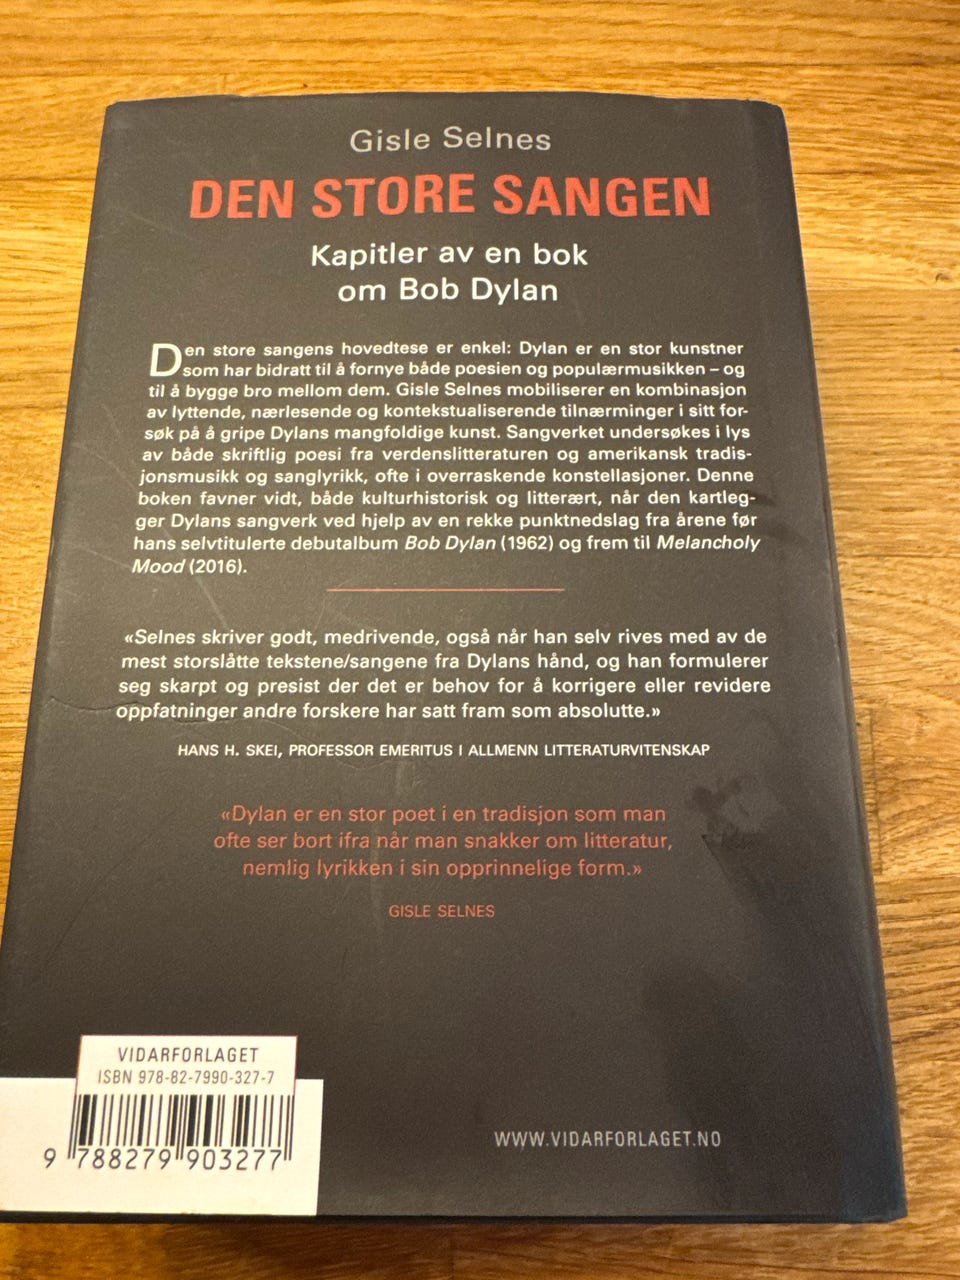 Gisle Selnes
DEN STORE SANGEN
Kapitler av en bok
om Bob Dylan
Den store sangens hovedtese er enkel: Dylan er en stor kunstner
som har bidratt til å fornye både poesien og populærmusikken – og
til å bygge bro mellom dem. Gisle Selnes mobiliserer en kombinasjon
av lyttende, nærlesende og kontekstualiserende tilnærminger i sitt for-
søk på å gripe Dylans mangfoldige kunst. Sangverket undersøkes i lys
av både skriftlig poesi fra verdenslitteraturen og amerikansk tradis-
jonsmusikk og sanglyrikk, ofte i overraskende konstellasjoner. Denne
boken favner vidt, både kulturhistorisk og litterært, når den kartleg-
ger Dylans sangverk ved hjelp av en rekke punktnedslag fra årene før
hans selvtitulerte debutalbum Bob Dylan (1962) og frem til Melancholy
Mood (2016).
«Selnes skriver godt, medrivende, også når han selv rives med av de
mest storslåtte tekstene/sangene fra Dylans hånd, og han formulerer
seg skarpt og presist der det er behov for å korrigere eller revidere
oppfatninger andre forskere har satt fram som absolutte.»
HANS H. SKEI, PROFESSOR EMERITUS I ALLMENN LITTERATURVITENSKAP
«Dylan er en stor poet i en tradisjon som man
ofte ser bort ifra når man snakker om litteratur,
nemlig lyrikken i sin opprinnelige form.»
GISLE SELNES
VIDARFORLAGET
ISBN 978-82-7990-327-7
9 788279 903277
WWW.VIDARFORLAGET.NO